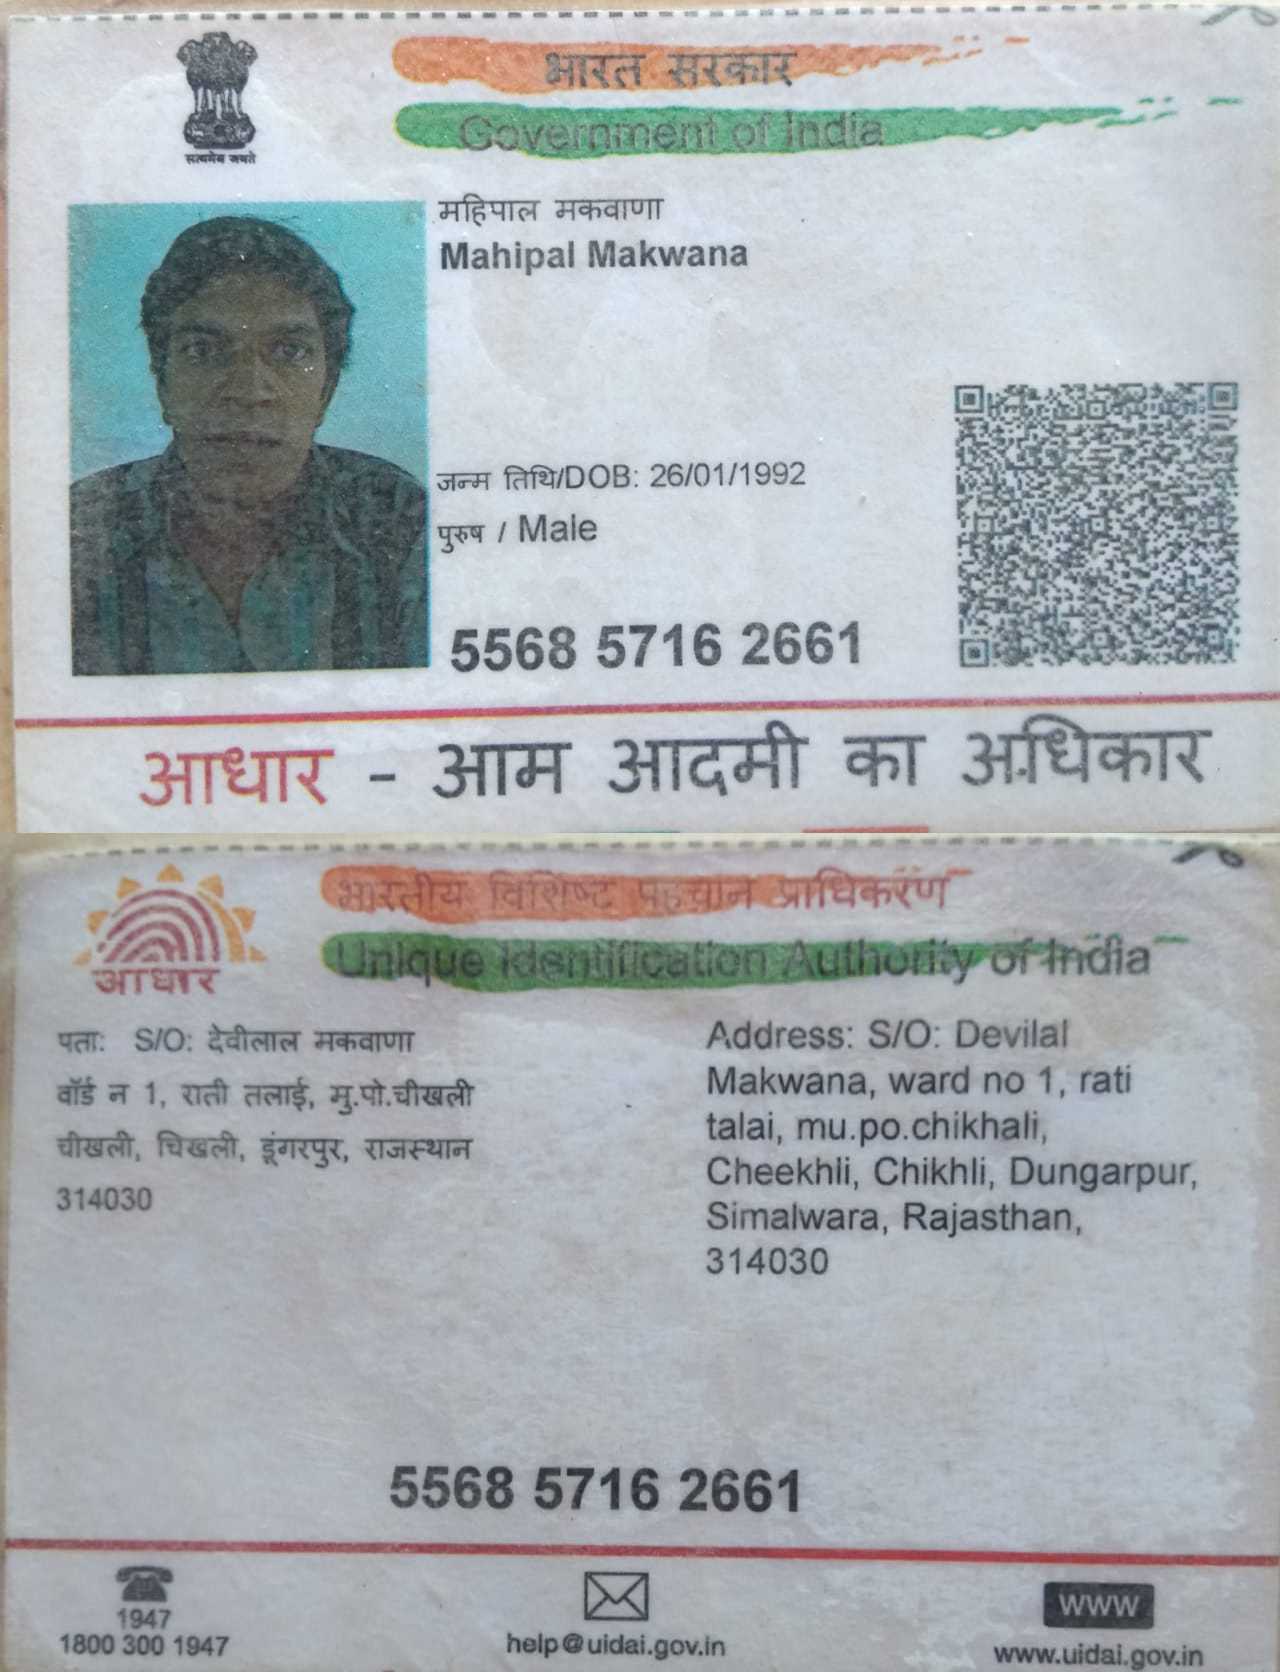 भारत सरकार
Government of India
सत्यमेव जयते
महिपाल मकवाणा
Mahipal Makwana
जन्म तिथि/DOB: 26/01/1992
पुरुष / Male
5568 5716 2661
आधार - आम आदमी का अधिकार
भारतीय विशिष्ट पहचान प्राधिकरण
Unique Identification Authority of India
आधार
पता: S/O: देवीलाल मकवाणा
वॉर्ड न 1, राती तलाई, मु.पो.चीखली
चीखली, चिखली, डूंगरपुर, राजस्थान
314030
Address: S/O: Devilal
Makwana, ward no 1, rati
talai, mu.po.chikhali,
Cheekhli, Chikhli, Dungarpur,
Simalwara, Rajasthan,
314030
5568 5716 2661
1947
1800 300 1947
help@uidai.gov.in
www
www.uidai.gov.in